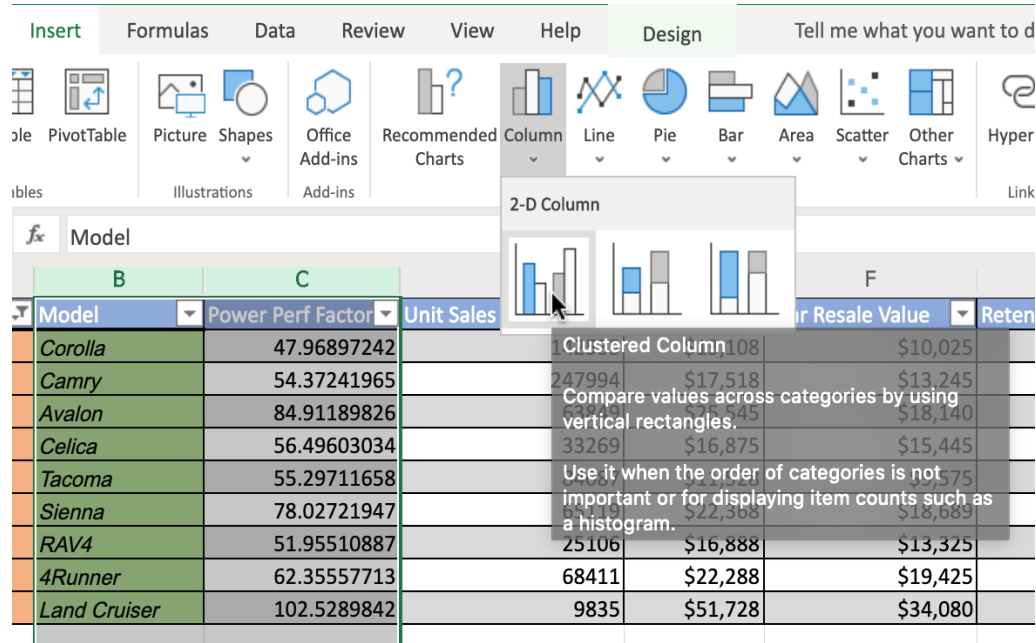 Insert Formulas Data Review View Help Design Tell me what you want to d
ble PivotTable Picture Shapes Office Add-ins Recommended Charts Column Line Pie Bar Area Scatter Other Charts Hyper
ables Illustrations Add-ins Link
2-D Column
fx Model
B C F
Model Power Perf Factor Unit Sales ar Resale Value Reten
Corolla 47.96897242 $10,025
Clustered Column
Camry 54.37241965 247994 $17,518 $13,245
Compare values across categories by using
Avalon 84.91189826 63849 $25,545 $18,140
vertical rectangles.
Celica 56.49603034 33269 $16,875 $15,445
Tacoma 55.29711658
Use it when the order of categories is not
important or for displaying item counts such as
Sienna 78.02721947 $22,368 $18,689
a histogram.
RAV4 51.95510887 25106 $16,888 $13,325
4Runner 62.35557713 68411 $22,288 $19,425
Land Cruiser 102.5289842 9835 $51,728 $34,080